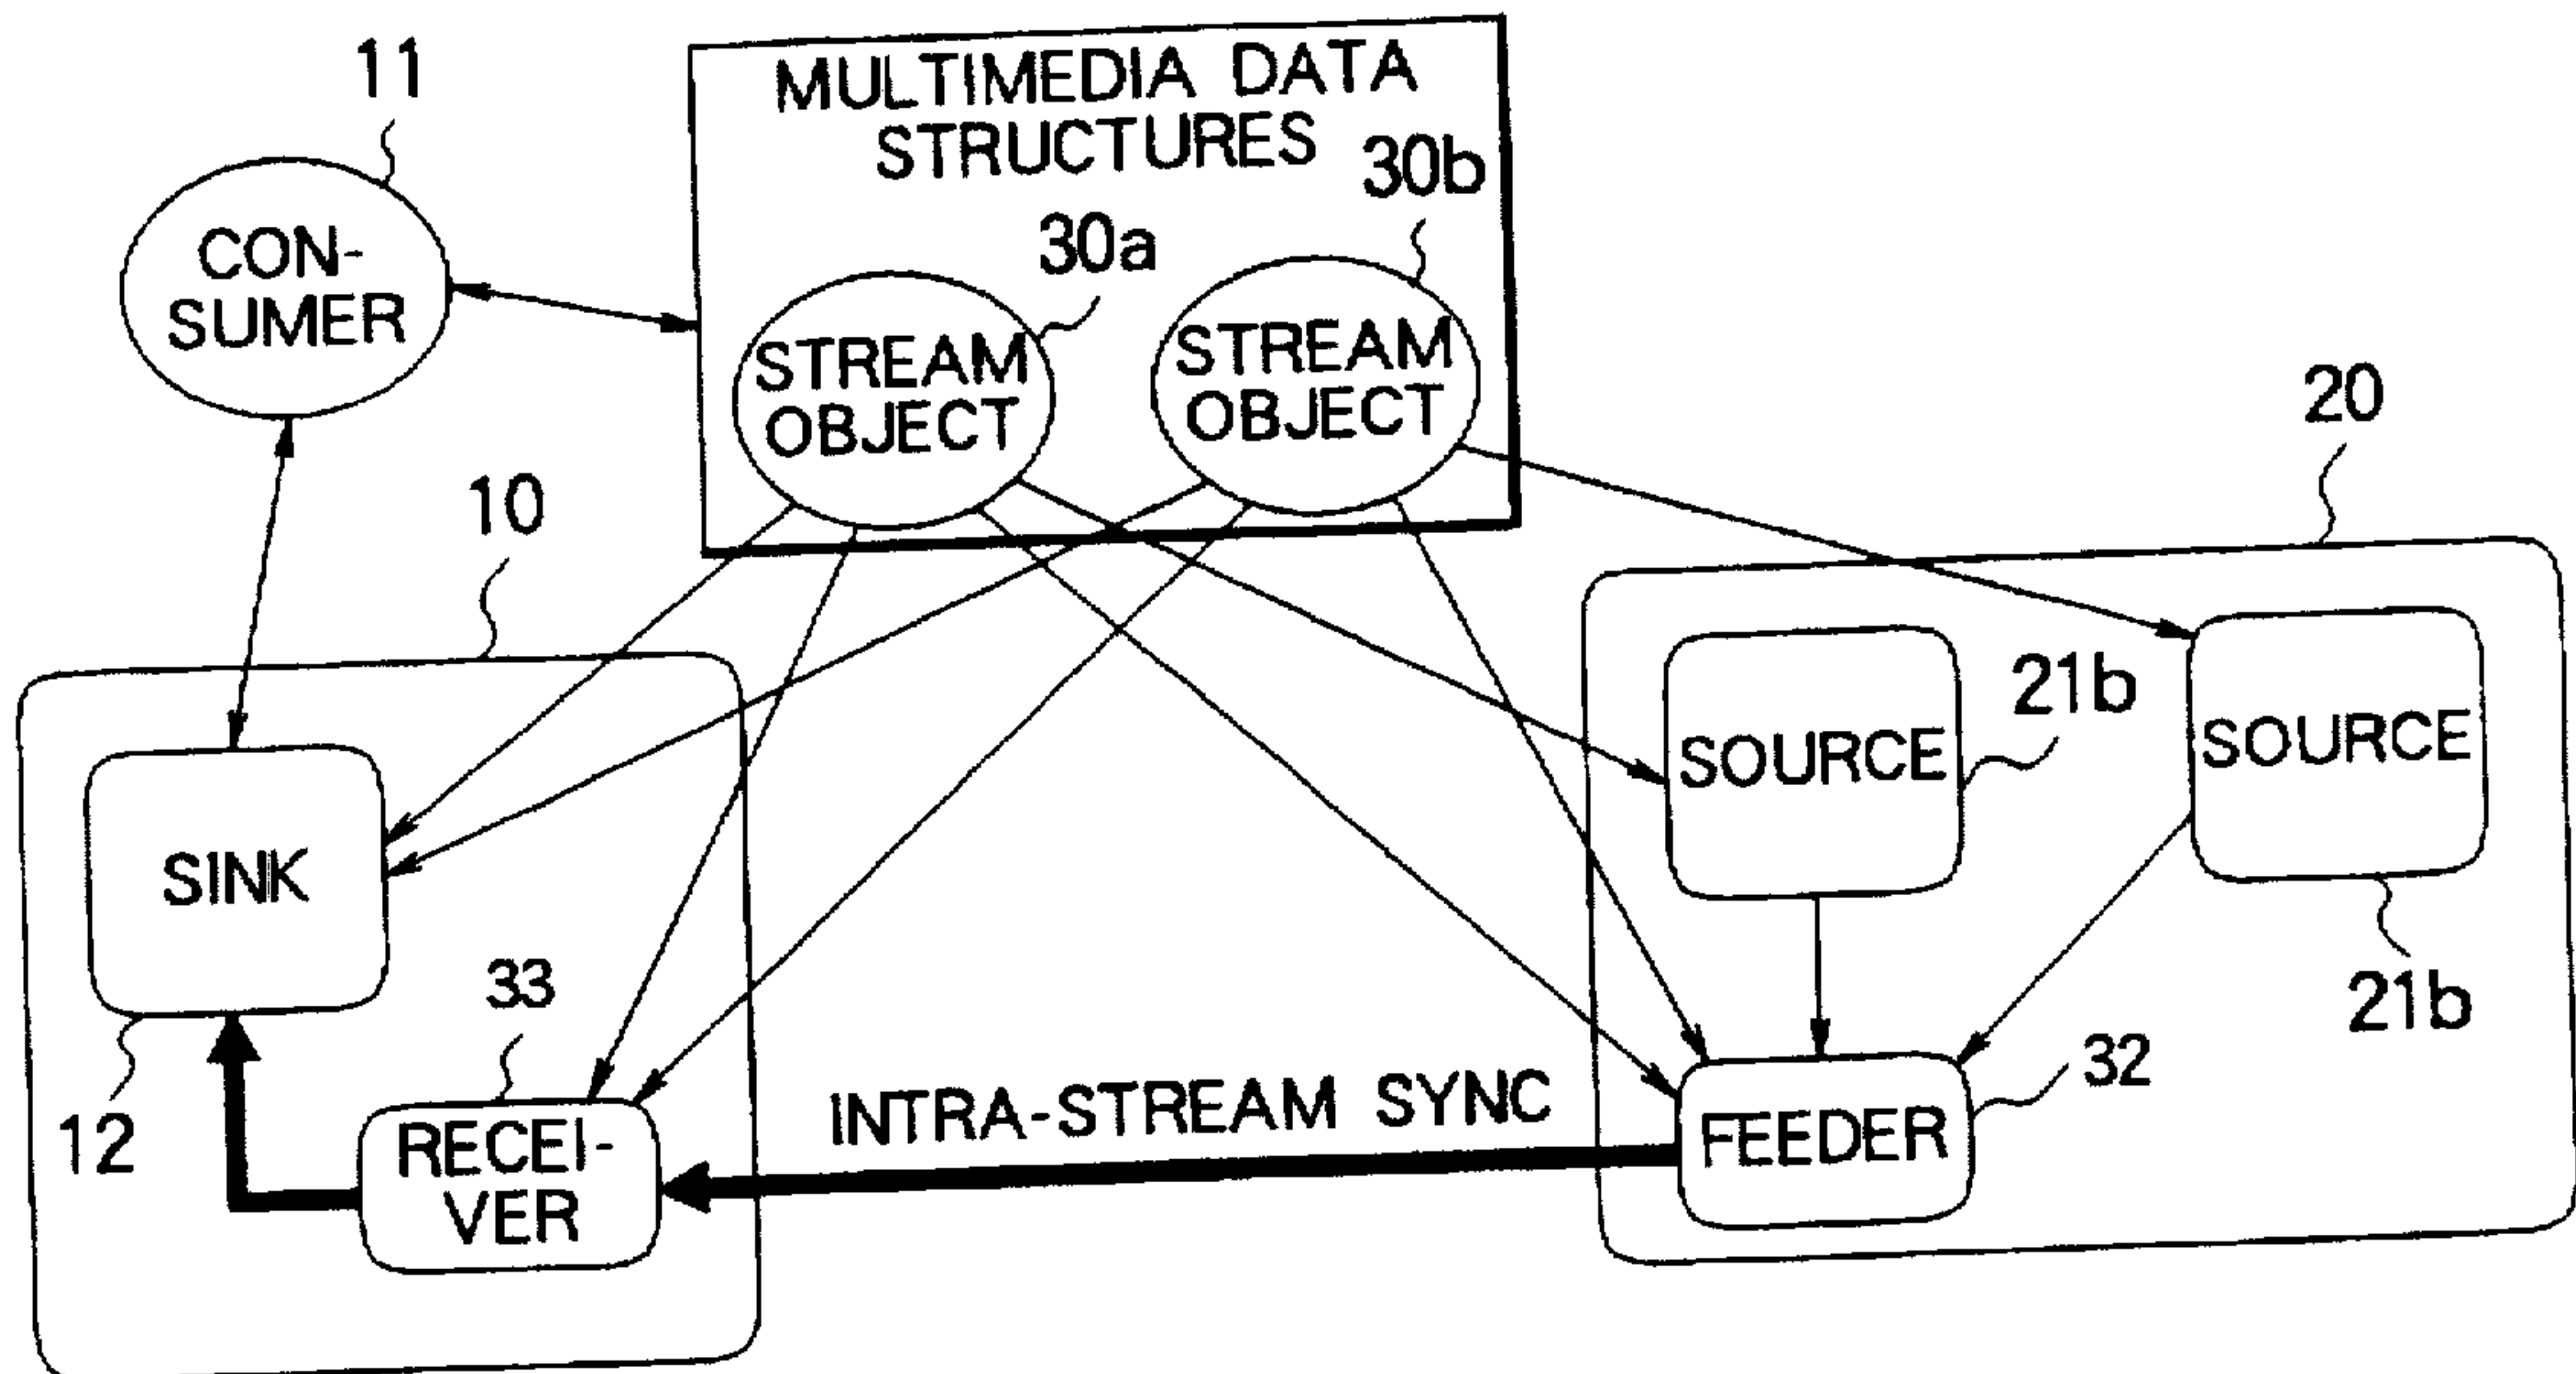 11
MULTIMEDIA DATA
STRUCTURES
30b
30a
CON-
SUMER
STREAM
OBJECT
STREAM
OBJECT
20
10
21b
SOURCE
SOURCE
SINK
33
21b
32
12
INTRA-STREAM SYNC
RECEI-
VER
FEEDER